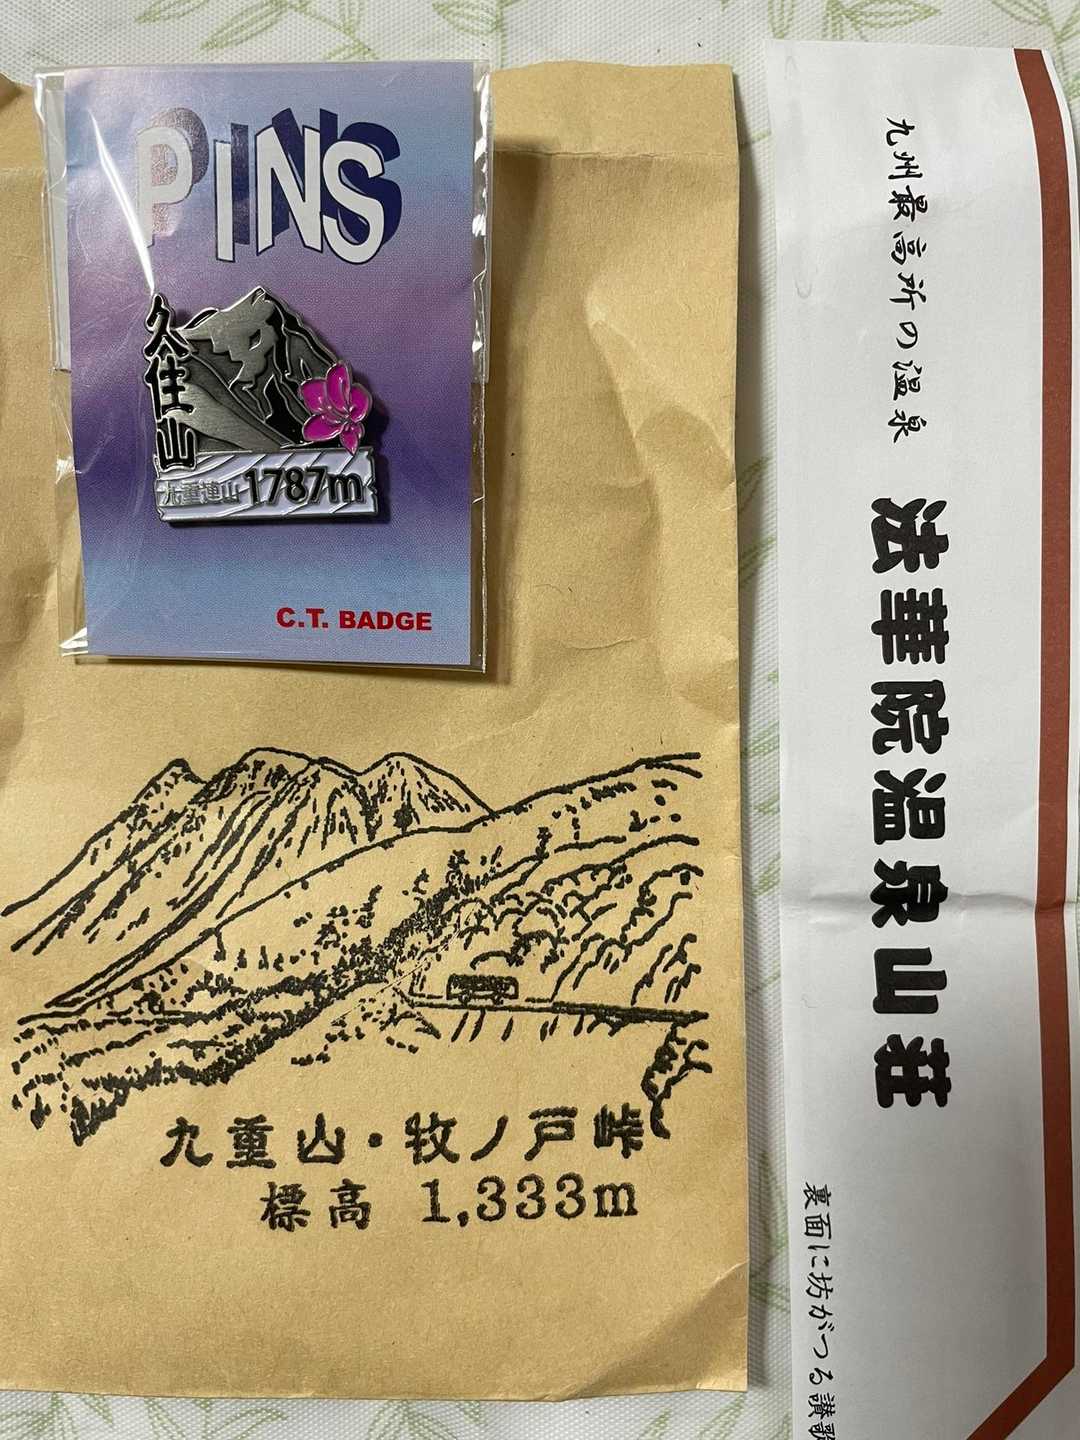 PINS
久住山
九重連山 1787m
C.T. BADGE
九重山・牧ノ戸峠
標高 1,333m
九州最高所の温泉
法華院温泉山荘
裏面に坊がつる讃歌